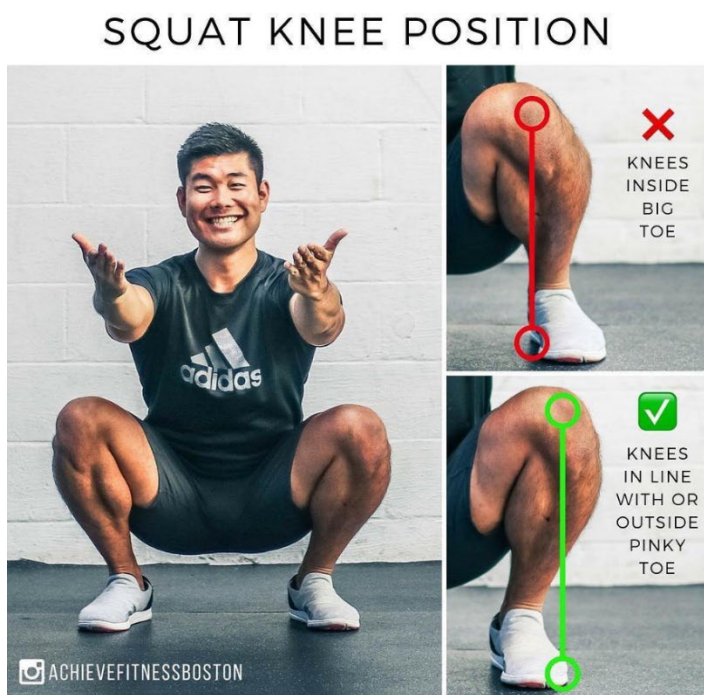 SQUAT KNEE POSITION
adidas
ACHIEVEFITNESSBOSTON
KNEES
INSIDE
BIG
TOE
KNEES
IN LINE
WITH OR
OUTSIDE
PINKY
TOE